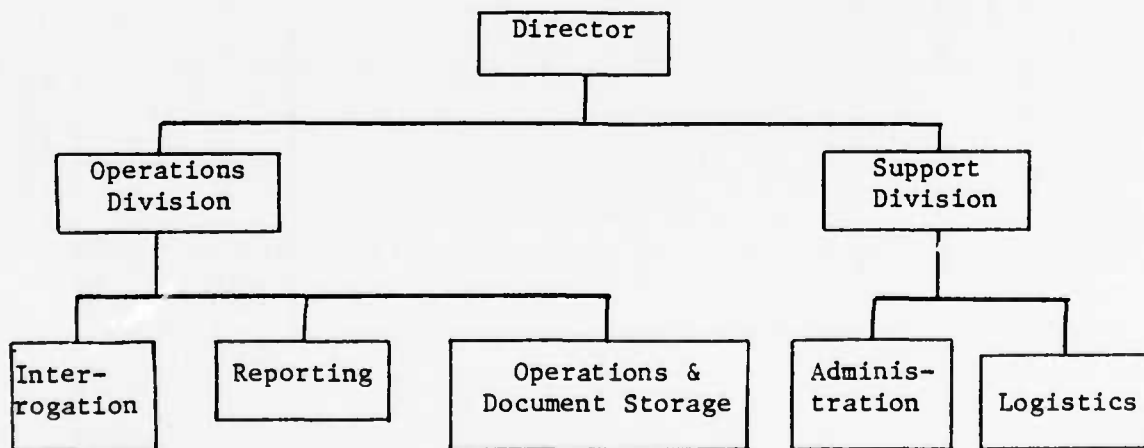 Director
Operations
Division
Support
Division
Inter-
rogation
Reporting
Operations &
Document Storage
Adminis-
tration
Logistics